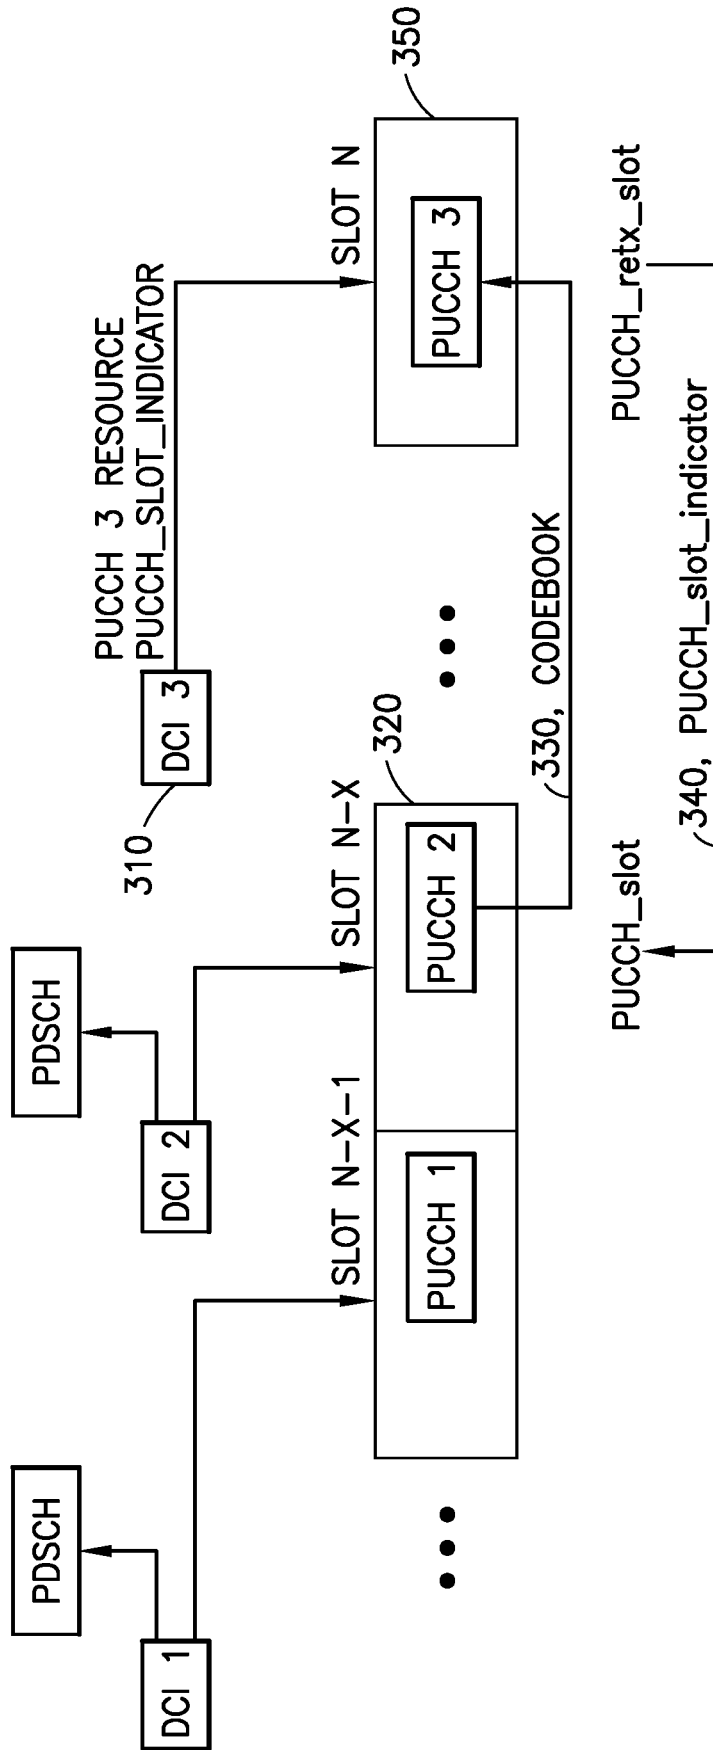 PDSCH
PDSCH
DCI 1
DCI 2
310
DCI 3
PUCCH 3 RESOURCE
PUCCH_SLOT_INDICATOR
SLOT N-X-1
SLOT N-X
320
SLOT N
350
PUCCH 1
PUCCH 2
PUCCH 3
330, CODEBOOK
PUCCH_slot
PUCCH_retx_slot
340, PUCCH_slot_indicator